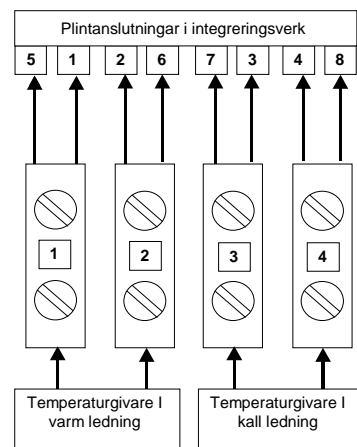 Plintanslutningar i integreringsverk
5 1 2 6 7 3 4 8
1 2 3 4
Temperaturgivare I
varm ledning
Temperaturgivare I
kall ledning